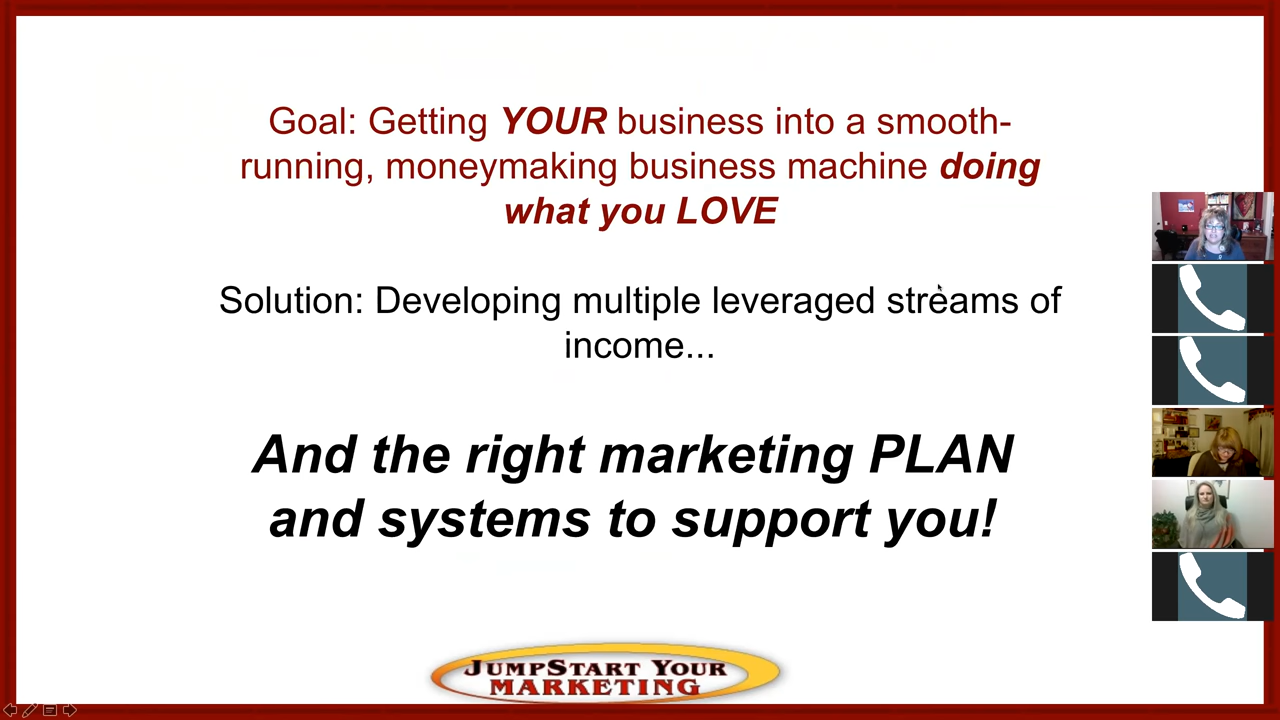 Goal: Getting YOUR business into a smooth-
running, moneymaking business machine doing
what you LOVE
Solution: Developing multiple leveraged streams of
income...
And the right marketing PLAN
and systems to support you!
JUMPSTART YOUR
MARKETING